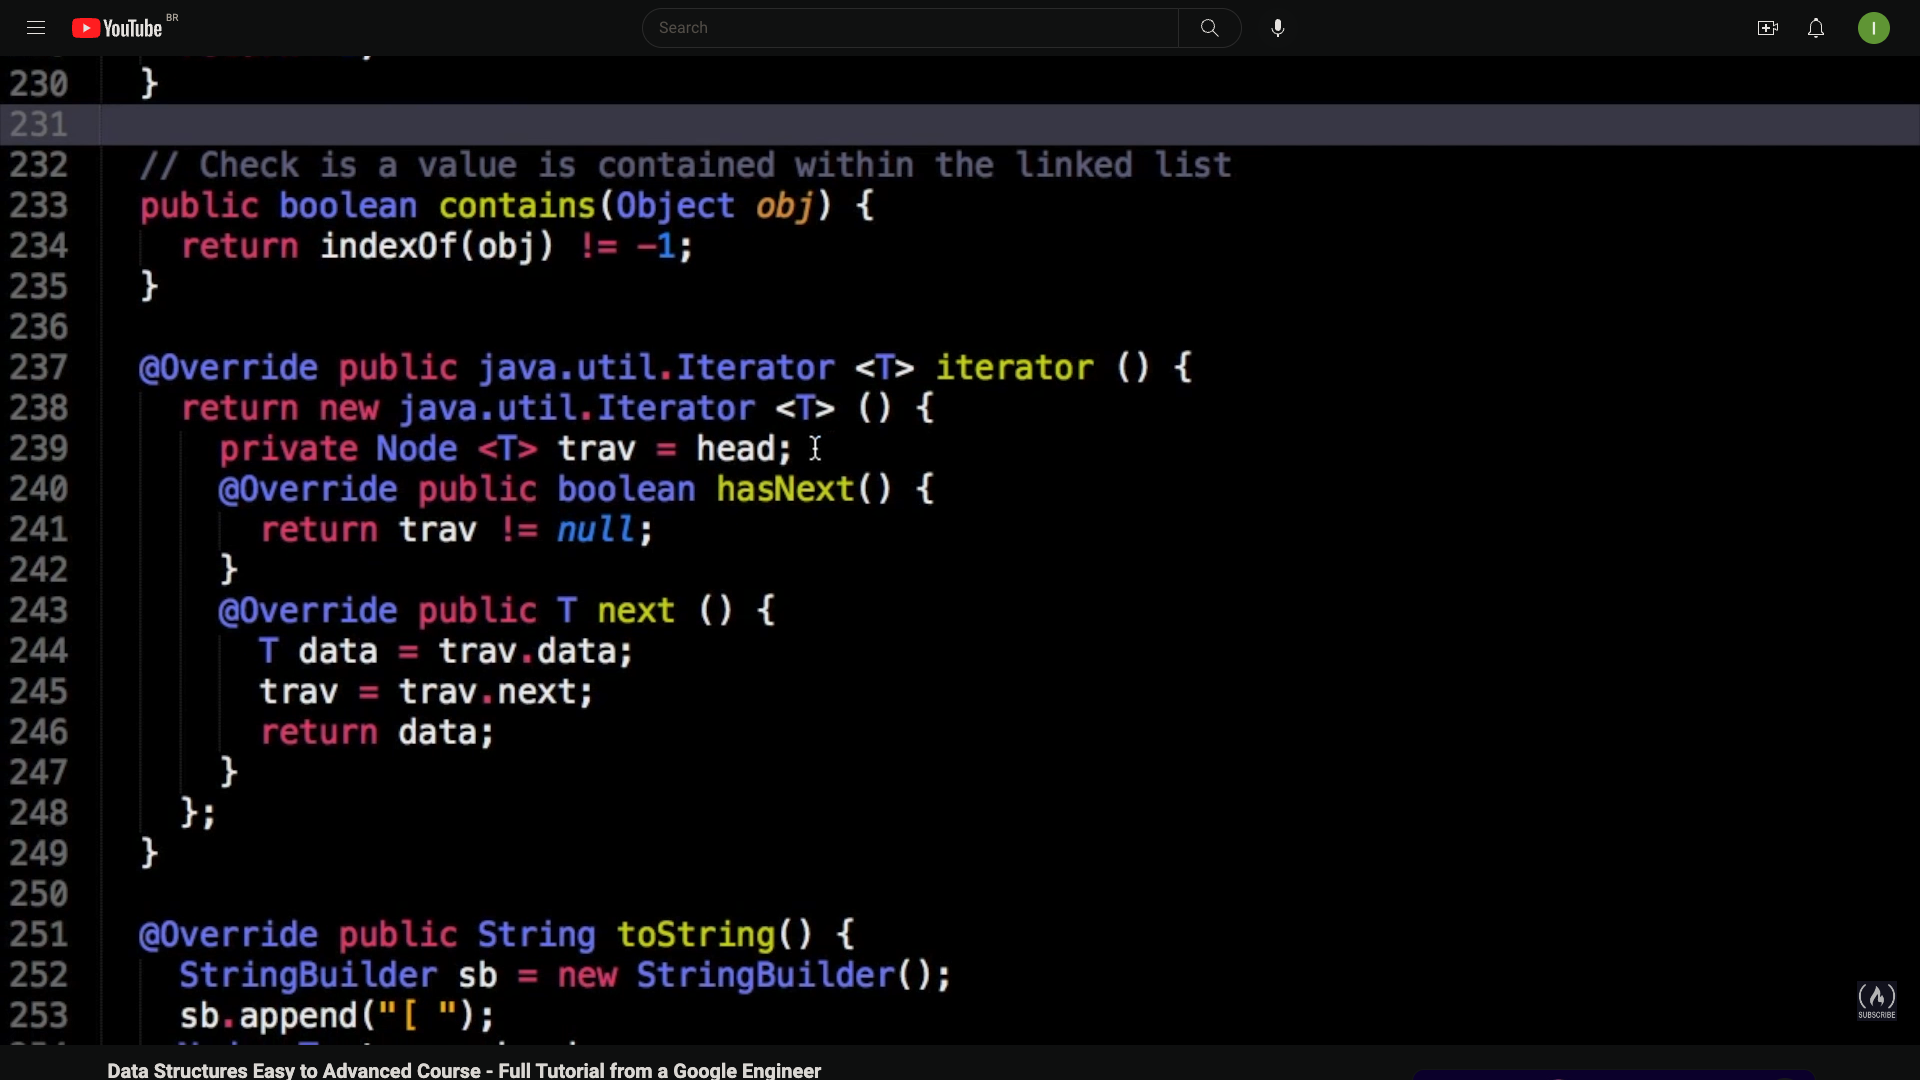 YouTube BR
Search
I
230 }
231
232 // Check is a value is contained within the linked list
233 public boolean contains(Object obj) {
234 return indexOf(obj) != -1;
235 }
236
237 @Override public java.util.Iterator <T> iterator () {
238 return new java.util.Iterator <T> () {
239 private Node <T> trav = head;
240 @Override public boolean hasNext() {
241 return trav != null;
242 }
243 @Override public T next () {
244 T data = trav.data;
245 trav = trav.next;
246 return data;
247 }
248 };
249 }
250
251 @Override public String toString() {
252 StringBuilder sb = new StringBuilder();
253 sb.append("[ ");
SUBSCRIBE
Data Structures Easy to Advanced Course - Full Tutorial from a Google Engineer